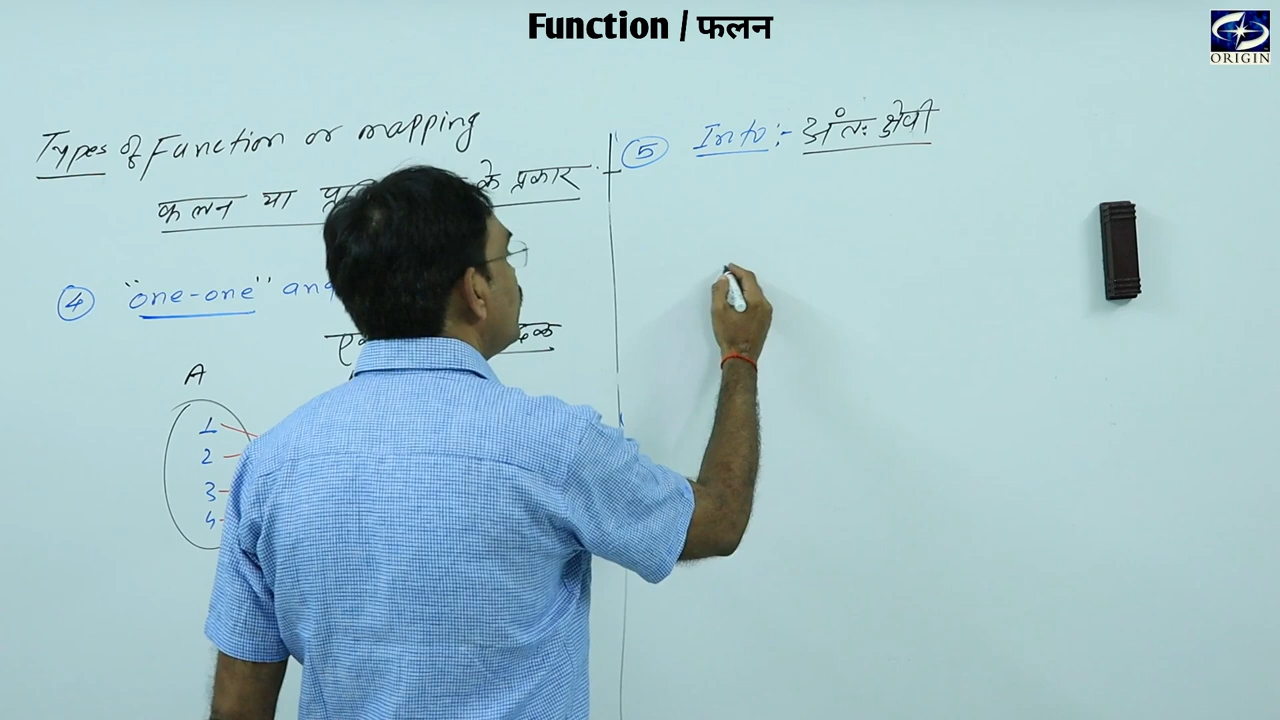 Function / फलन
ORIGIN
Types of Function or mapping
फलन या के प्रकार
④ "one-one" and
A
1
2
3
4
⑤ Into :- अंतः क्षेपी